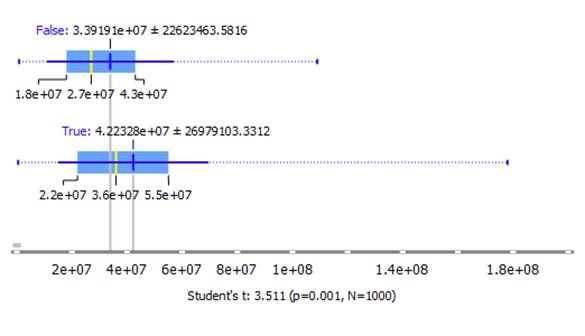 False: 3.39191e+07 ± 22623463.5816
1.8e+07 2.7e+07 4.3e+07
True: 4.22328e+07 ± 26979103.3312
2.2e+07 3.6e+07 5.5e+07
2e+07 4e+07 6e+07 8e+07 1e+08 1.4e+08 1.8e+08
Student's t: 3.511 (p=0.001, N=1000)